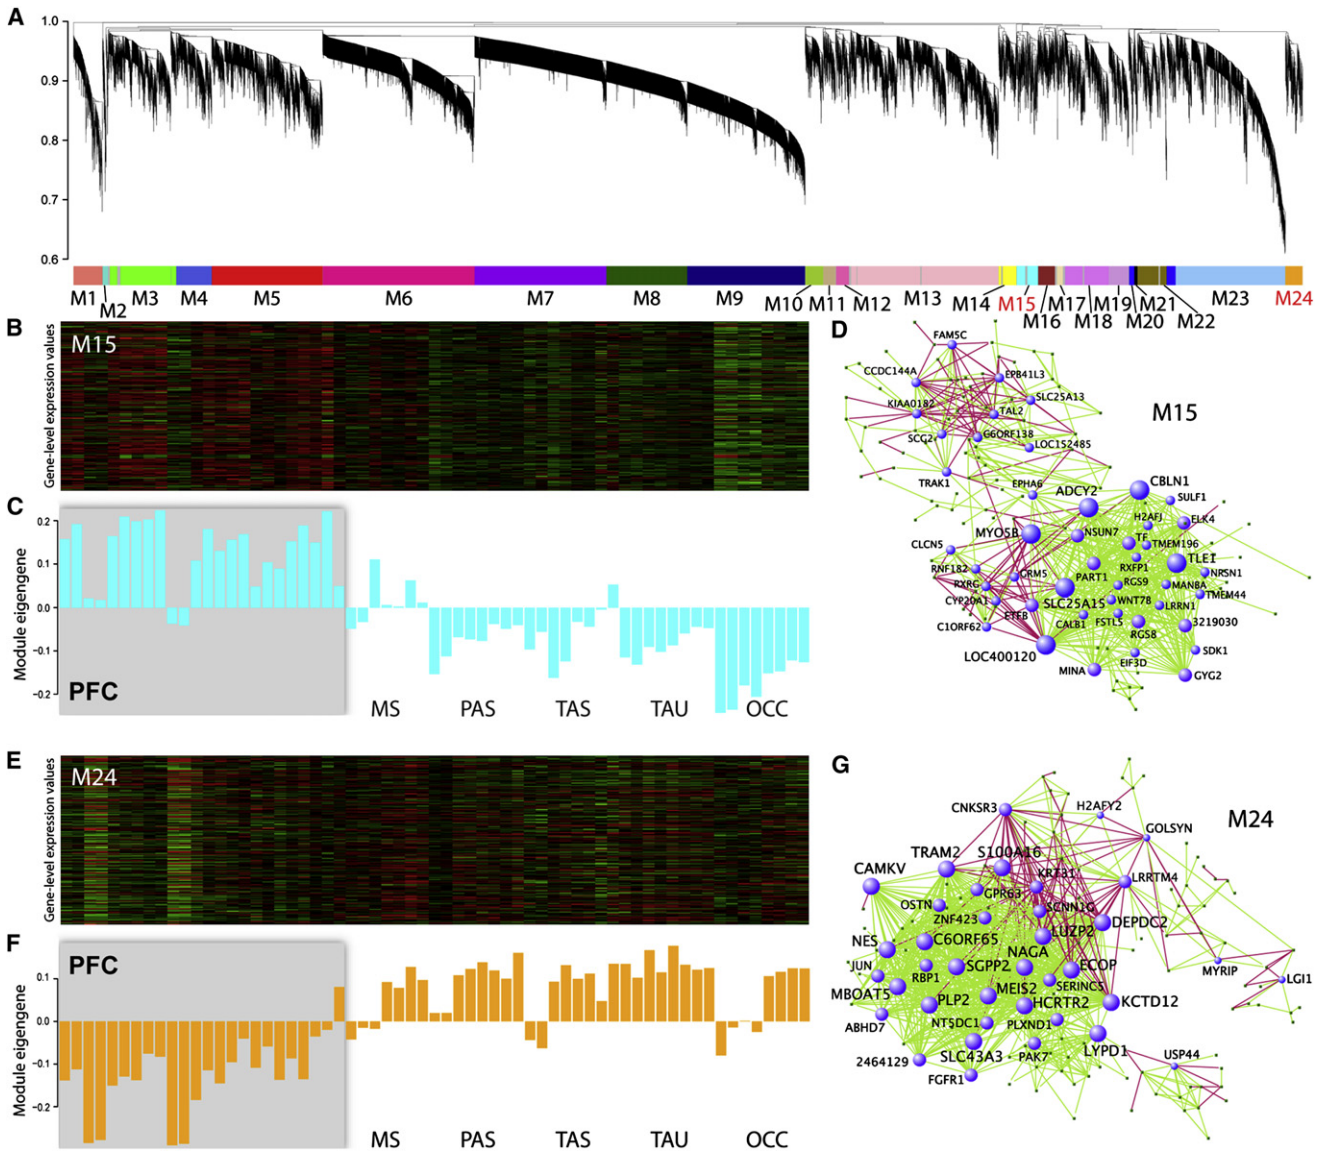 A
1.0
0.9
0.8
0.7
0.6
M1 M3 M4 M5 M6 M7 M8 M9 M10 M11 M12 M13 M14 M15 M17 M19 M21 M23 M24
M2 M16 M18 M20 M22
B
Gene-level expression values
M15
C
Module eigengene
0.2
0.1
0.0
-0.1
-0.2
PFC
MS PAS TAS TAU OCC
D
M15
FAM5C
CCDC144A
EPB41L3
KIAA0182
SLC25A13
TAL2
SCG2
LOC152485
TRAK1
EPHA6
ADCY2
CBLN1
SULF1
H2AFJ
ELK4
MYO5B
NSUN7
TF
TMEM196
CLCN5
TLE1
RNF182
GRM5
PART1
RXFP1
NRSN1
RXRG
RGS9
MAN8A
TMEM44
CYP20A1
SLC25A15
WNT78
LRRN1
ETFB
CALB1
FSTL5
RGS8
3219030
C1ORF62
LOC400120
EIF3D
SDK1
MINA
GYG2
E
Gene-level expression values
M24
F
Module eigengene
0.1
0.0
-0.1
-0.2
PFC
MS PAS TAS TAU OCC
G
M24
CNKSR3
H2AFY2
GOLSYN
TRAM2
S100A16
CAMKV
KRT31
LRRTM4
GPR63
OSTN
SCNN1G
ZNF423
DEPDC2
NES
C6ORF65
LUZP2
NAGA
JUN
RBP1
SGPP2
ECOP
MYRIP
LGI1
MBOAT5
MEIS2
SERINC5
PLP2
HCRTR2
KCTD12
ABHD7
NT5DC1
PLXND1
2464129
SLC43A3
PAK7
LYPD1
USP44
FGFR1